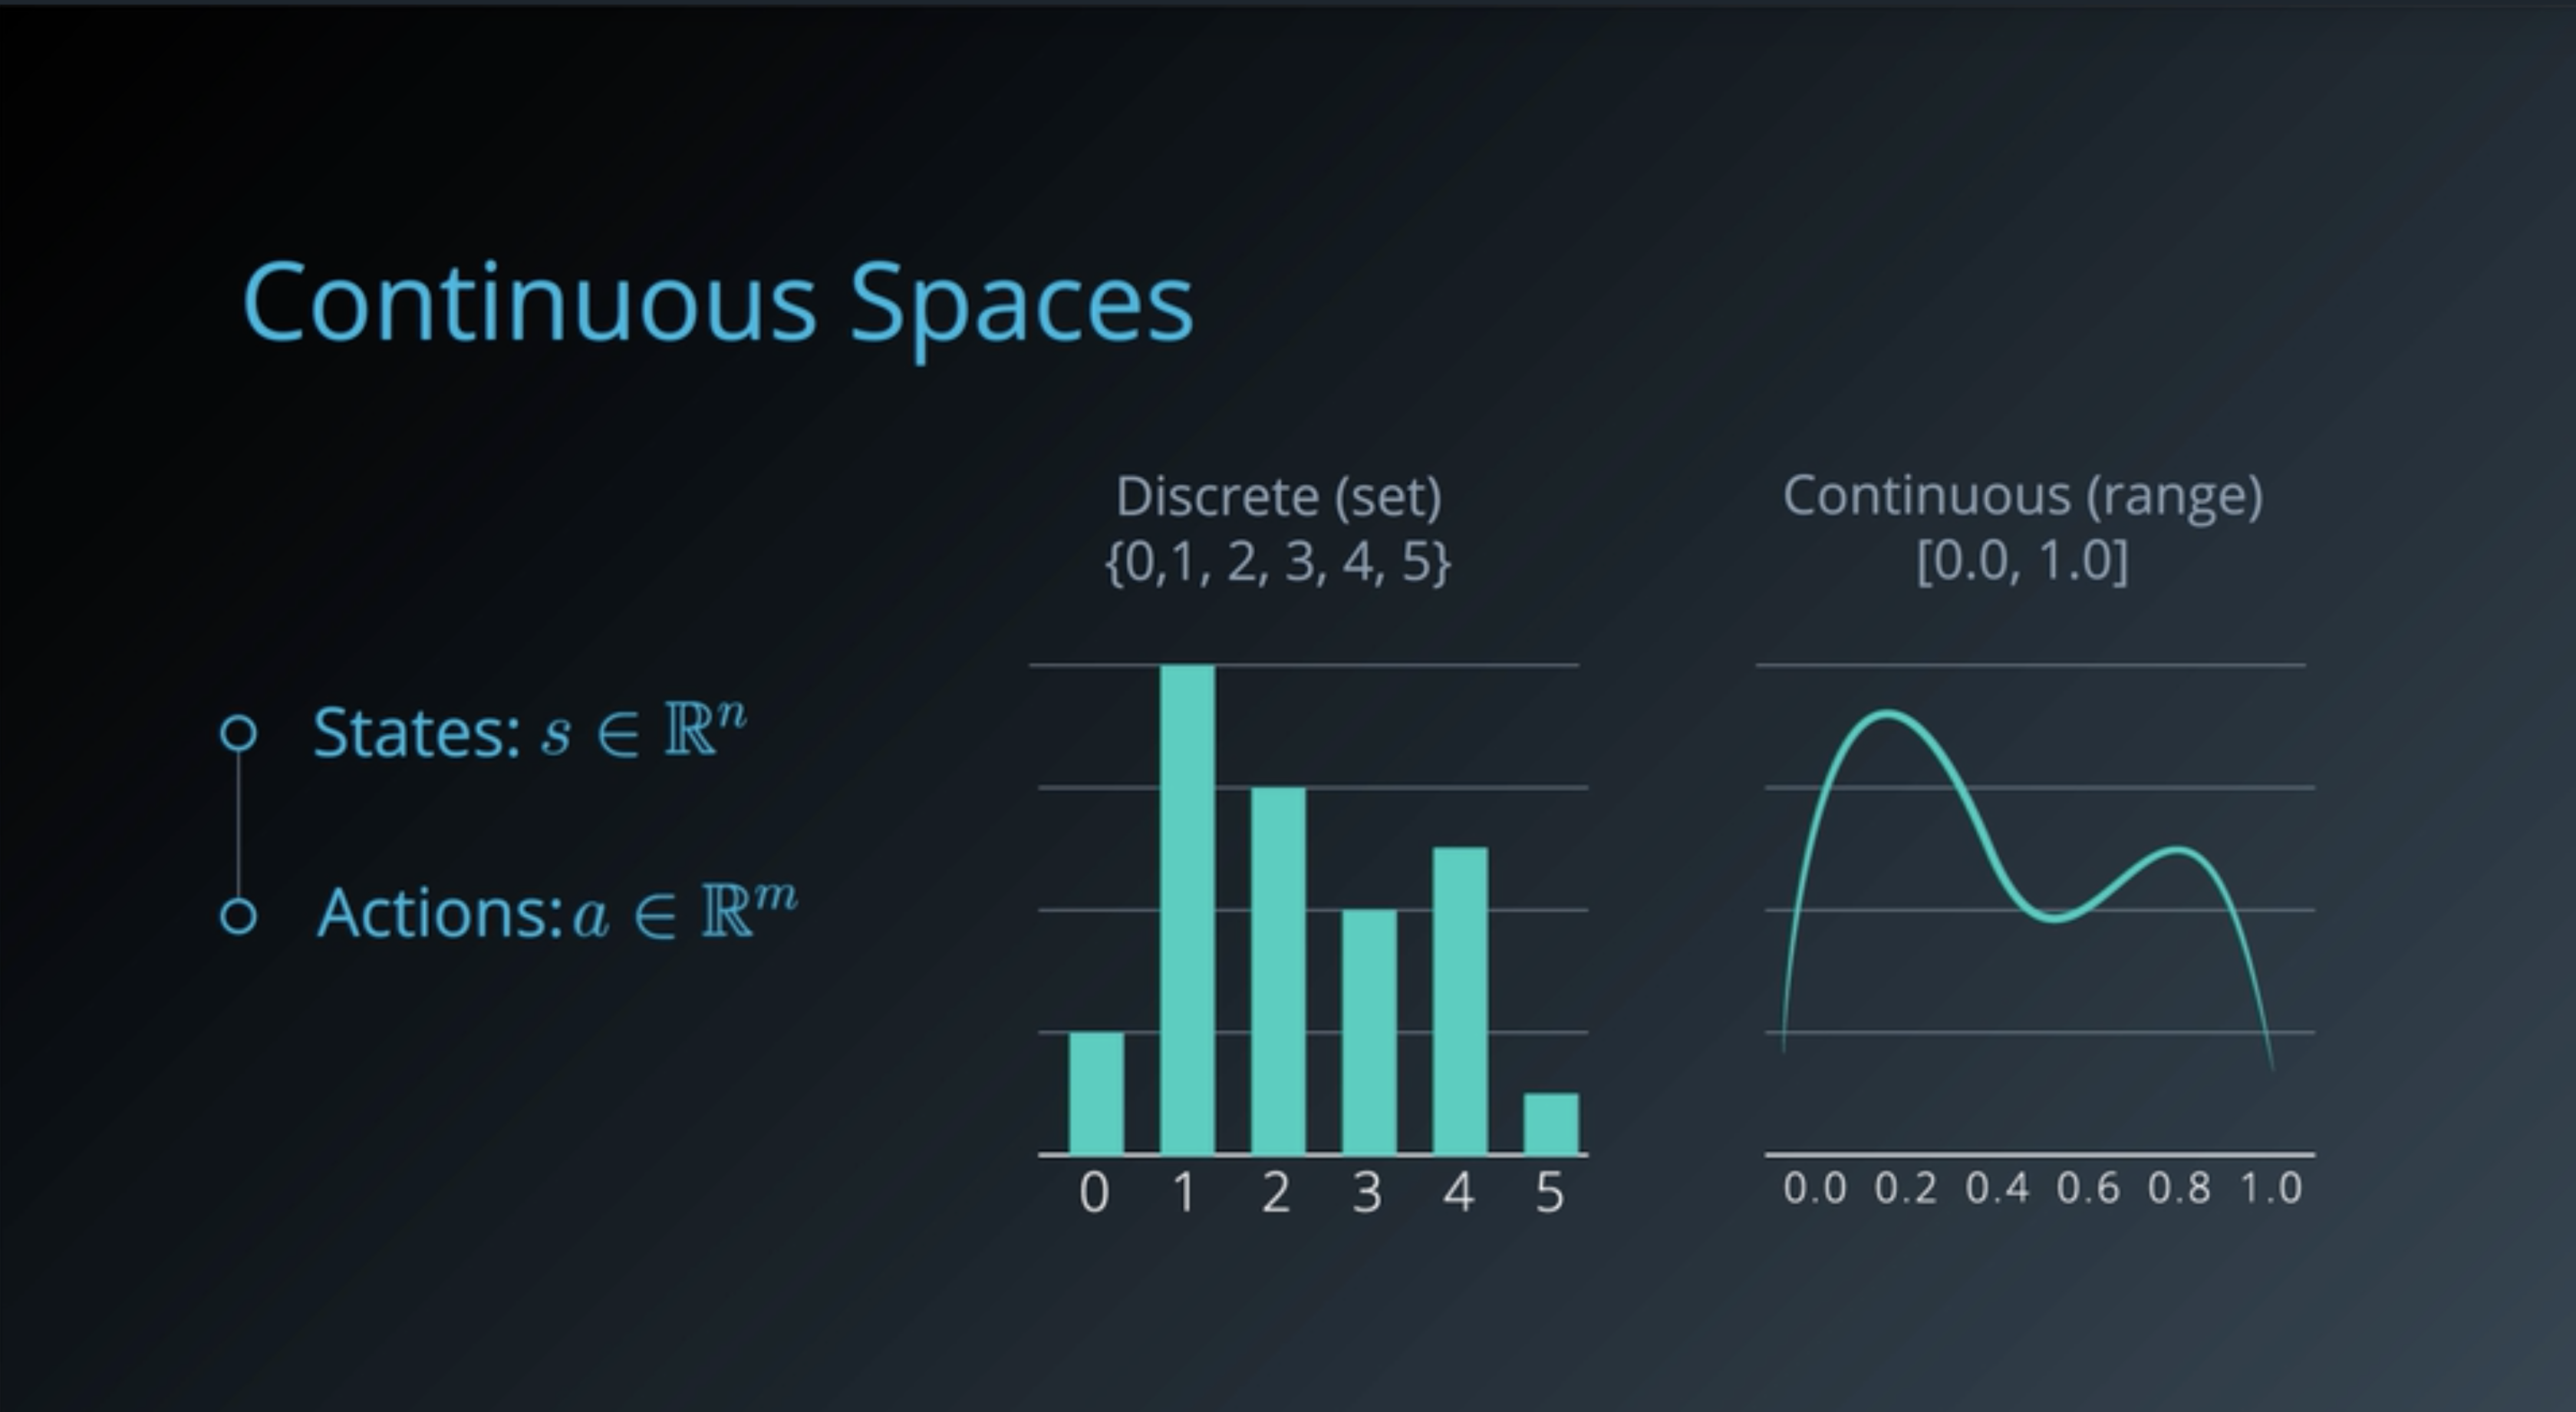 Continuous Spaces
Discrete (set)
{0,1, 2, 3, 4, 5}
Continuous (range)
[0.0, 1.0]
States: s ∈ ℝⁿ
Actions: a ∈ ℝᵐ
0 1 2 3 4 5
0.0 0.2 0.4 0.6 0.8 1.0